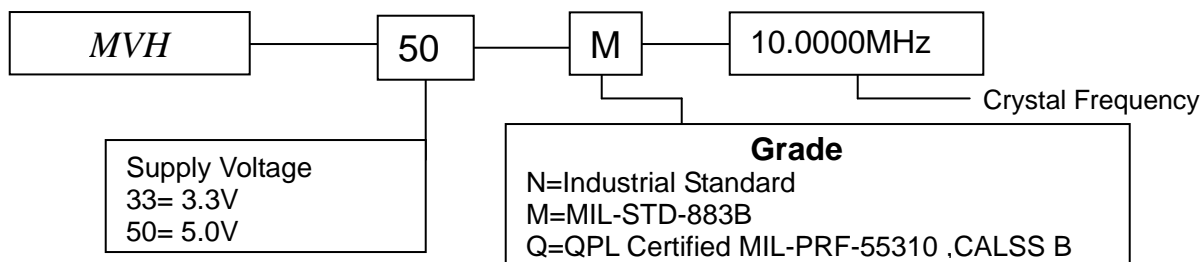 MVH 50 M 10.0000MHz
Crystal Frequency
Supply Voltage
33= 3.3V
50= 5.0V
Grade
N=Industrial Standard
M=MIL-STD-883B
Q=QPL Certified MIL-PRF-55310 ,CALSS B